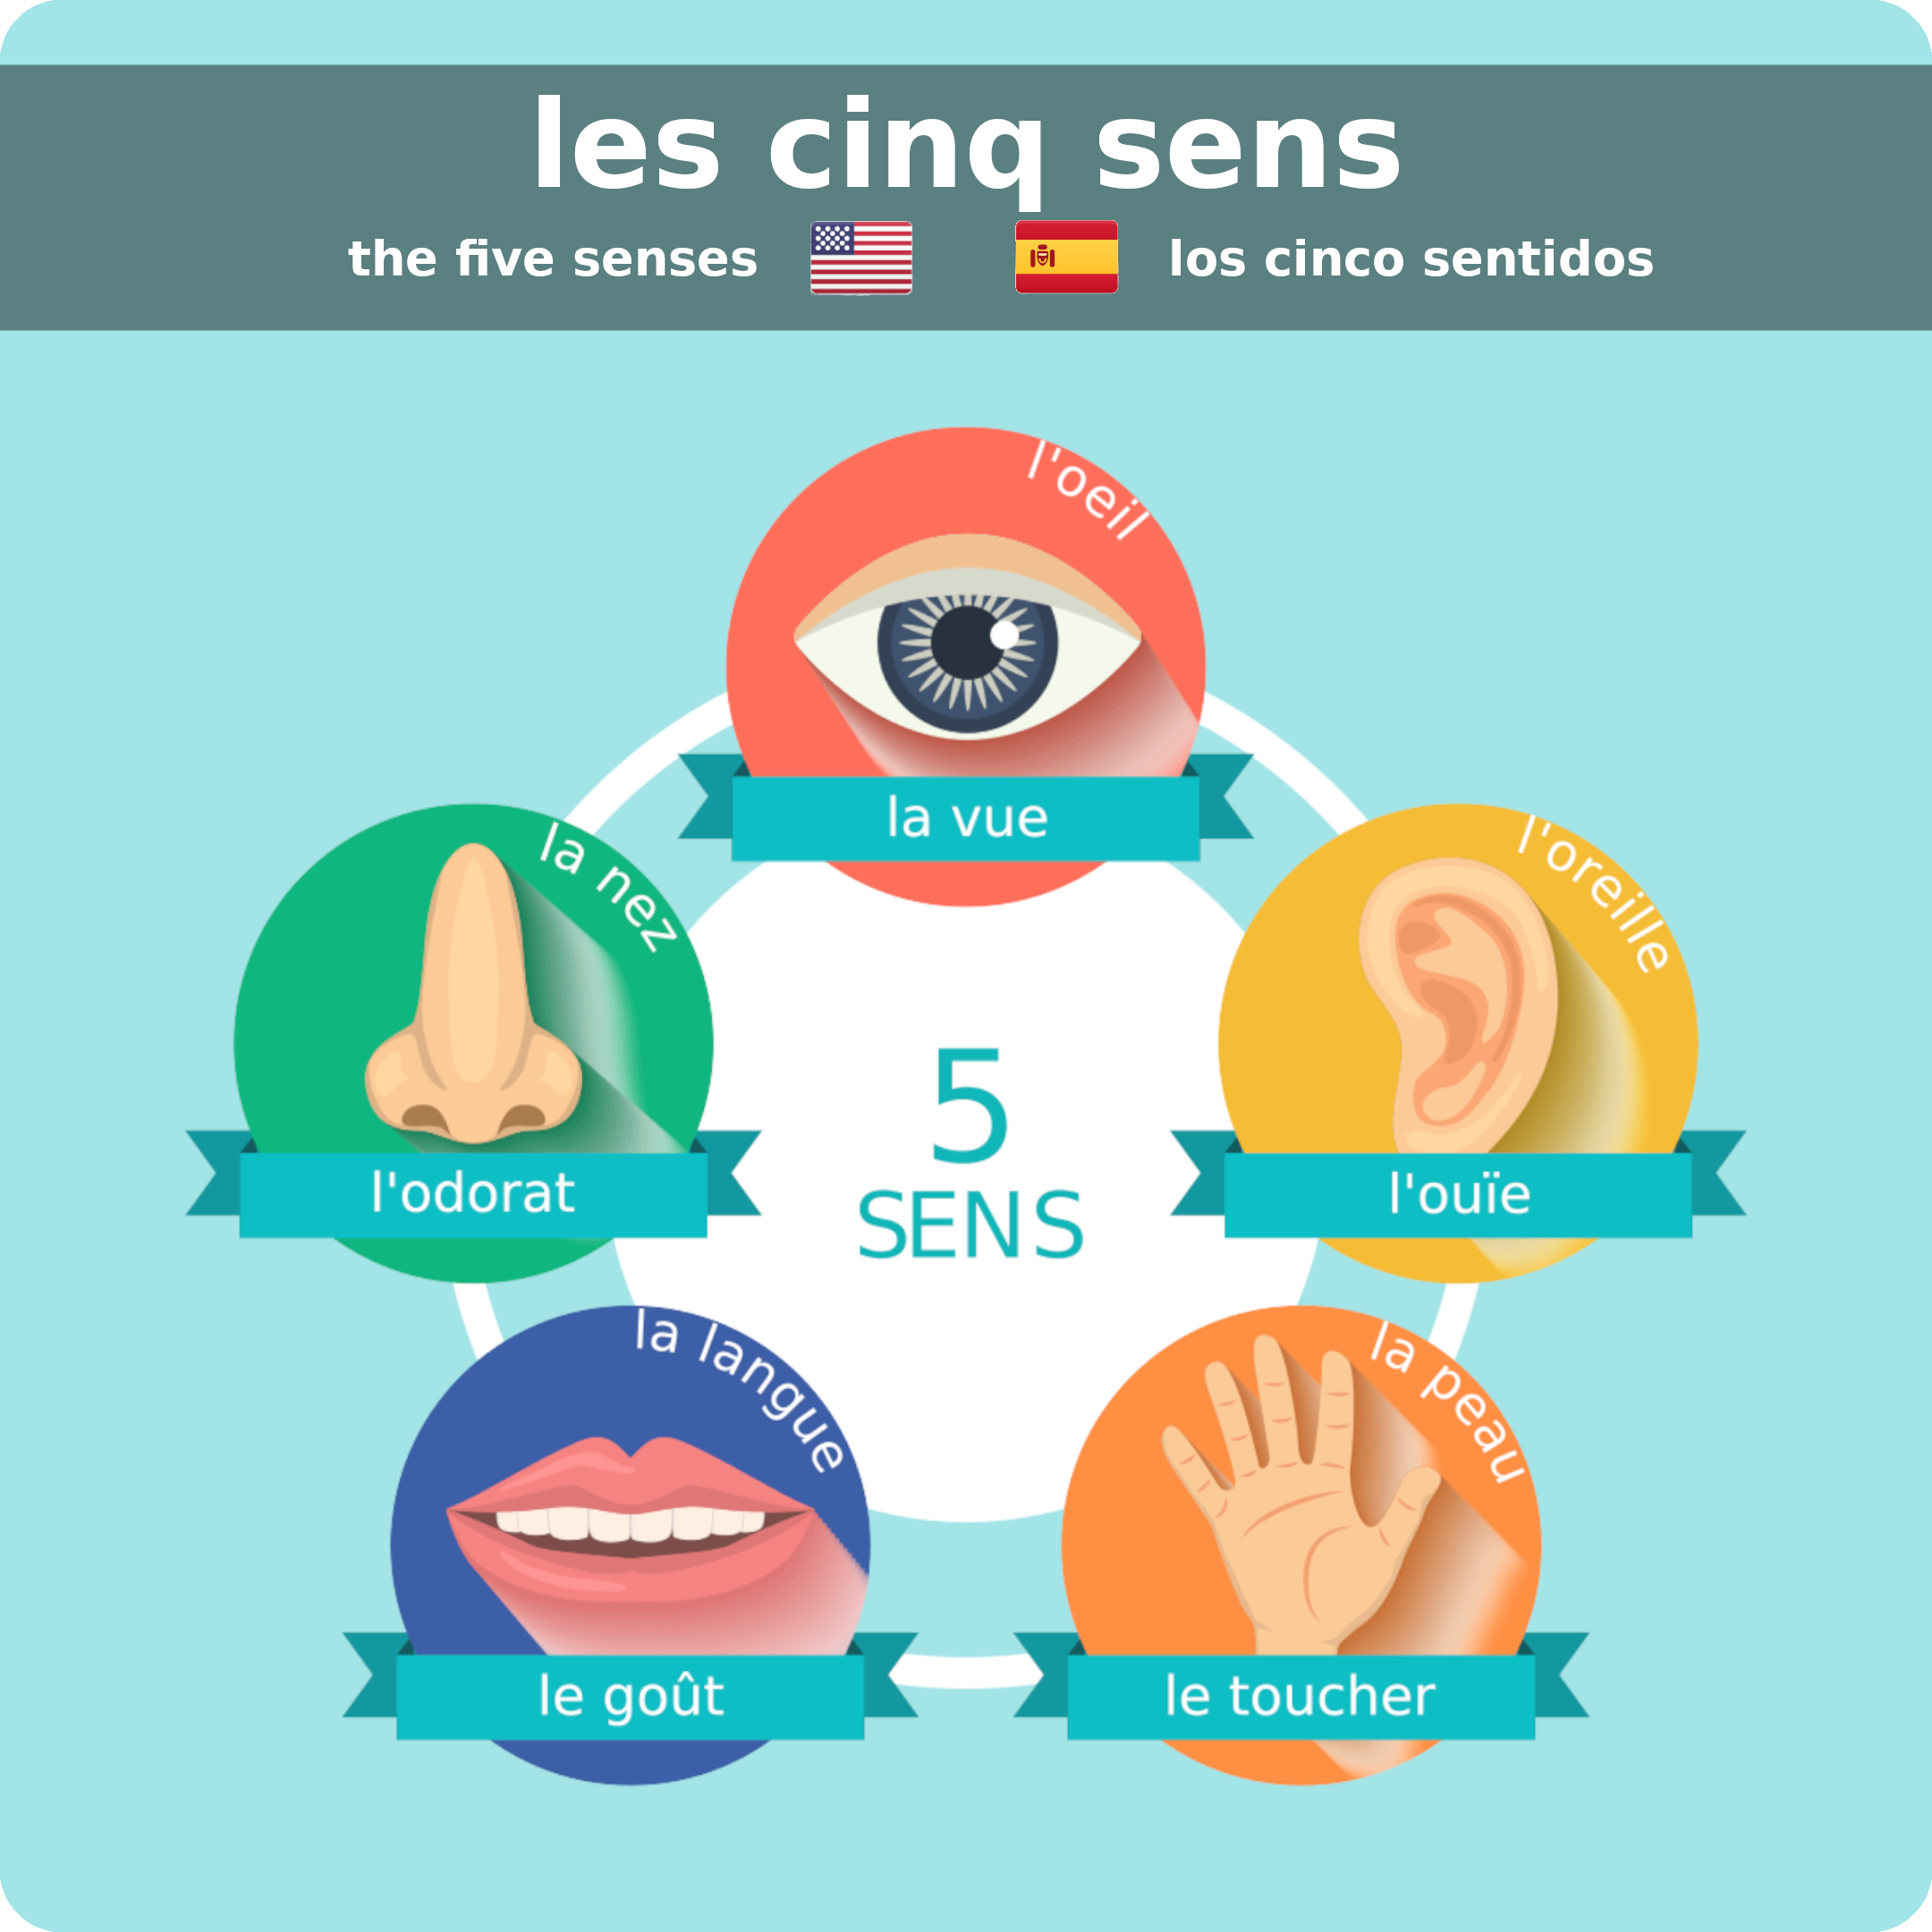 les cinq sens
the five senses
los cinco sentidos
l'oeil
la vue
la nez
l'odorat
l'oreille
l'ouïe
5
SENS
la langue
le goût
la peau
le toucher